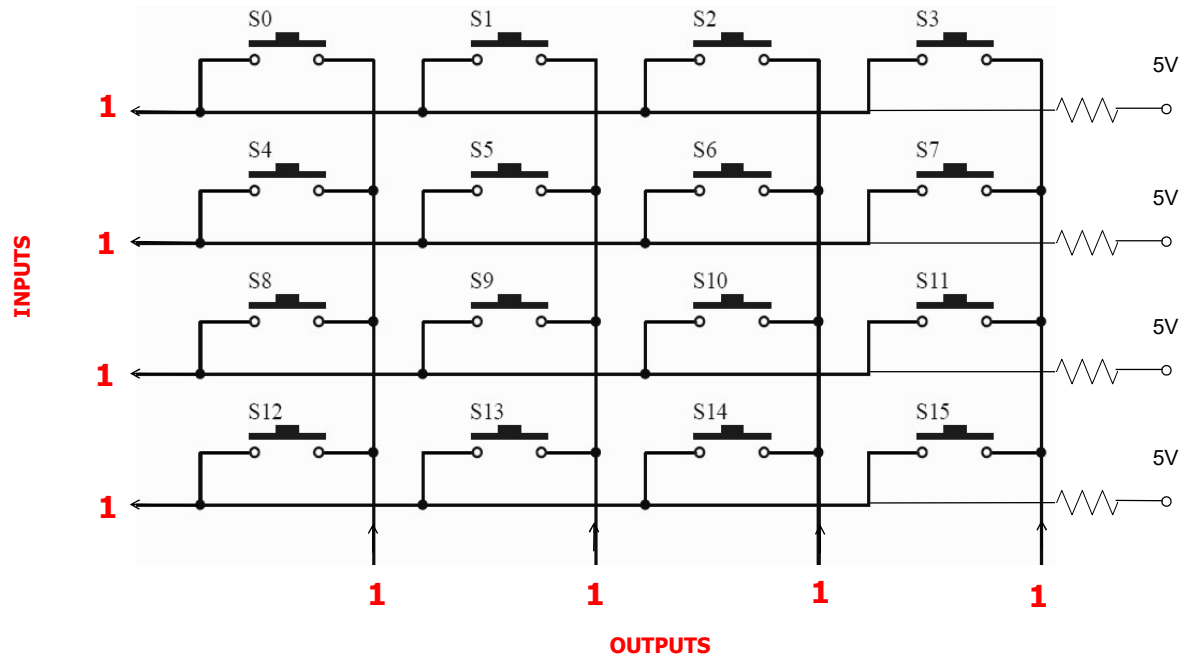 S0 S1 S2 S3
5V
1
S4 S5 S6 S7
5V
1
INPUTS
S8 S9 S10 S11
5V
1
S12 S13 S14 S15
5V
1
1 1 1 1
OUTPUTS